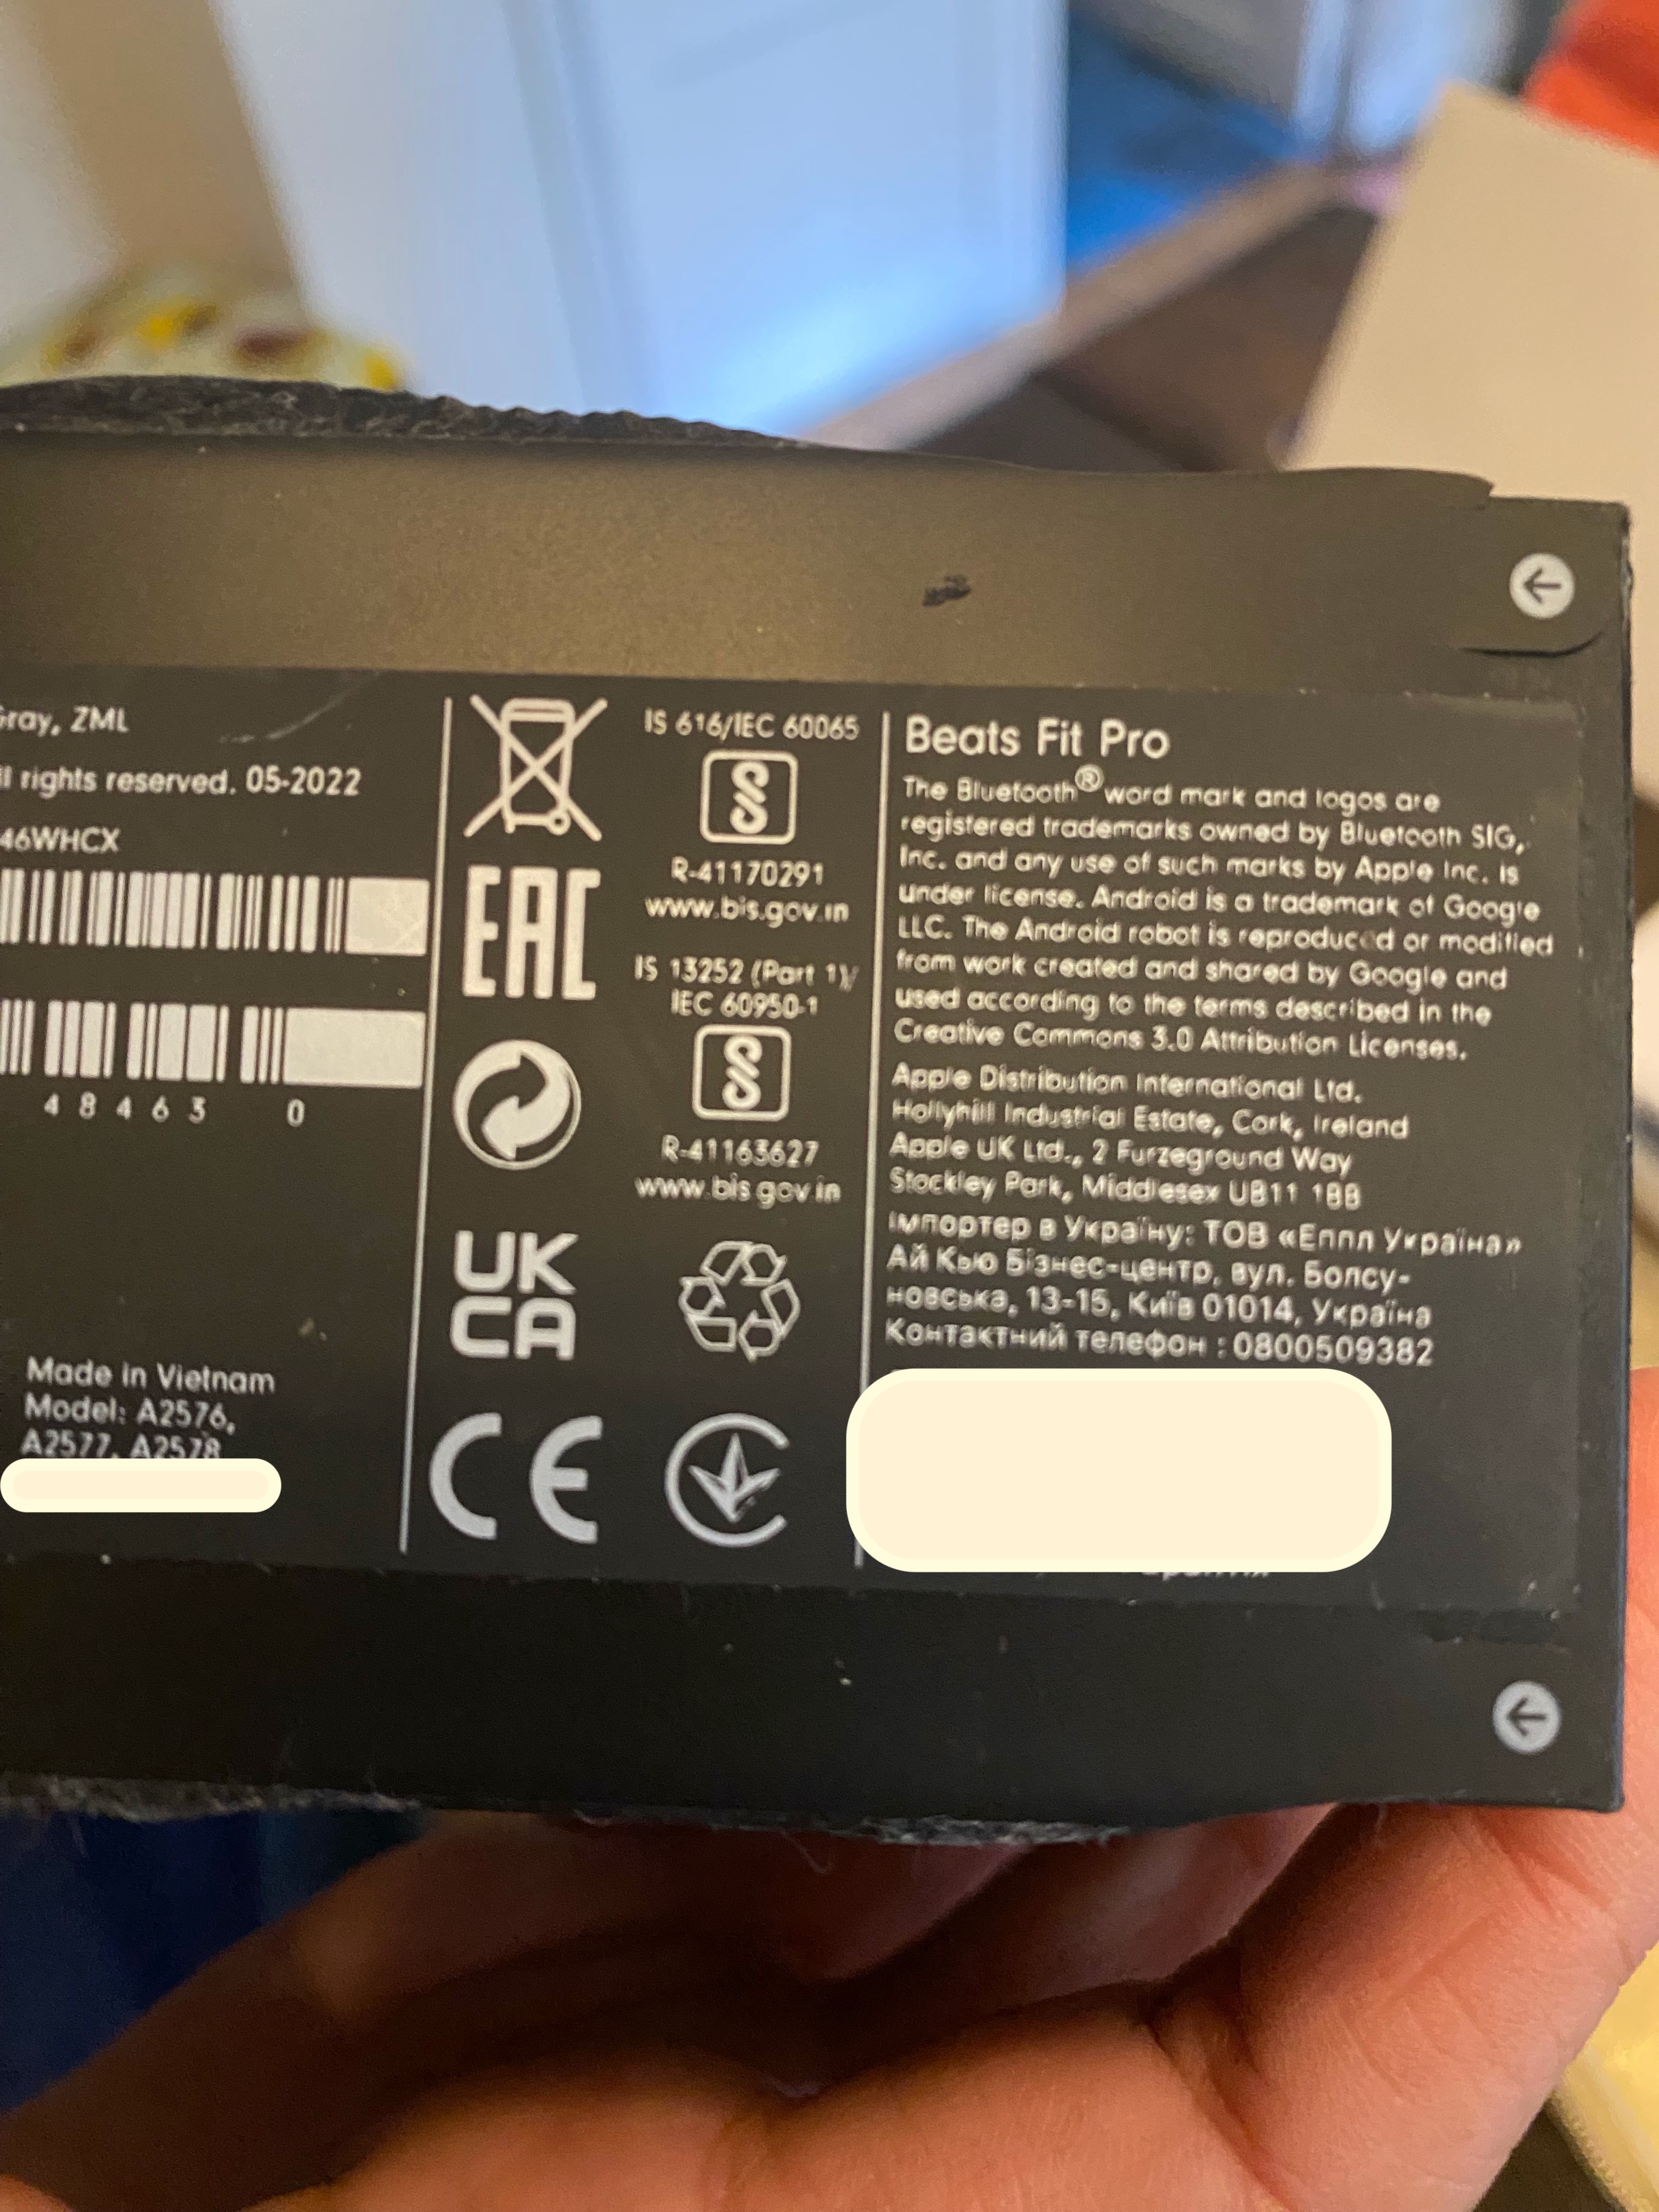 Gray, ZML
All rights reserved. 05-2022
46WHCX
48463 0
Made in Vietnam
Model: A2576,
A2577, A2578
EAC
UK
CA
CE
IS 616/IEC 60065
R-41170291
www.bis.gov.in
IS 13252 (Part 1)/
IEC 60950-1
R-41163627
www.bis.gov.in
Beats Fit Pro
The Bluetooth® word mark and logos are
registered trademarks owned by Bluetooth SIG,
Inc. and any use of such marks by Apple Inc. is
under license. Android is a trademark of Google
LLC. The Android robot is reproduced or modified
from work created and shared by Google and
used according to the terms described in the
Creative Commons 3.0 Attribution Licenses.
Apple Distribution International Ltd.
Hollyhill Industrial Estate, Cork, Ireland
Apple UK Ltd., 2 Furzeground Way
Stockley Park, Middlesex UB11 1BB
Імпортер в Україну: ТОВ «Еппл Україна»
Ай Кью Бізнес-центр, вул. Болсу-
новська, 13-15, Київ 01014, Україна
Контактний телефон : 0800509382